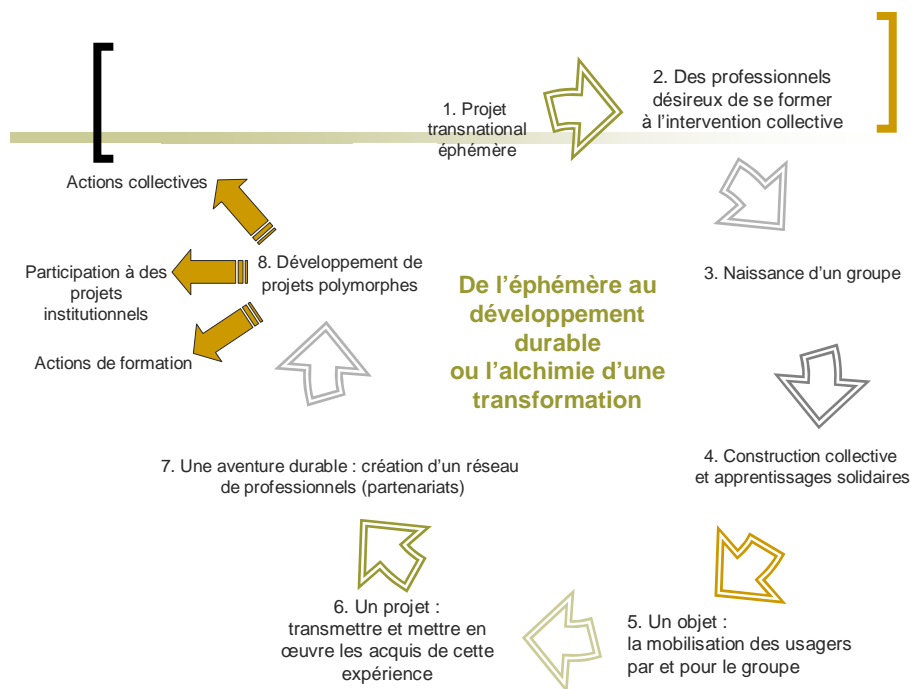 1. Projet
transnational
éphémère
2. Des professionnels
désireux de se former
à l’intervention collective
3. Naissance d’un groupe
4. Construction collective
et apprentissages solidaires
5. Un objet :
la mobilisation des usagers
par et pour le groupe
6. Un projet :
transmettre et mettre en
œuvre les acquis de cette
expérience
7. Une aventure durable : création d’un réseau
de professionnels (partenariats)
8. Développement de
projets polymorphes
Actions collectives
Participation à des
projets
institutionnels
Actions de formation
De l’éphémère au
développement
durable
ou l’alchimie d’une
transformation